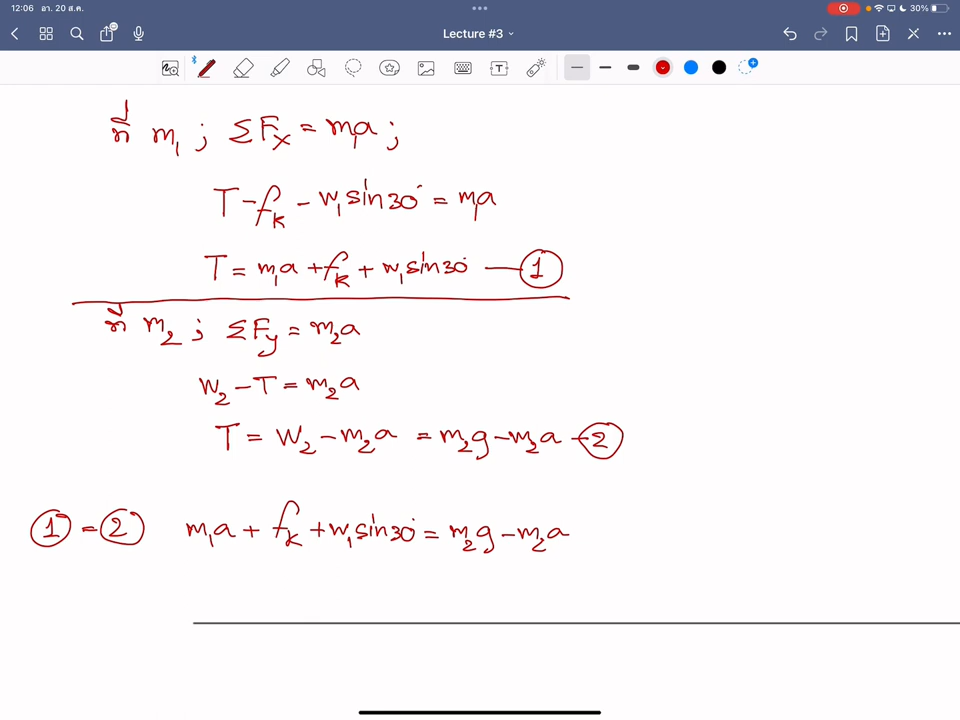 12:06 อา. 20 ส.ค.
30%
Lecture #3
ที่ m₁ ; ΣFₓ = m₁a ;
T - fₖ - w₁sin30° = m₁a
T = m₁a + fₖ + w₁sin30° — ①
ที่ m₂ ; ΣFy = m₂a
W₂ - T = m₂a
T = W₂ - m₂a = m₂g - m₂a — ②
① = ② m₁a + fₖ + w₁sin30° = m₂g - m₂a